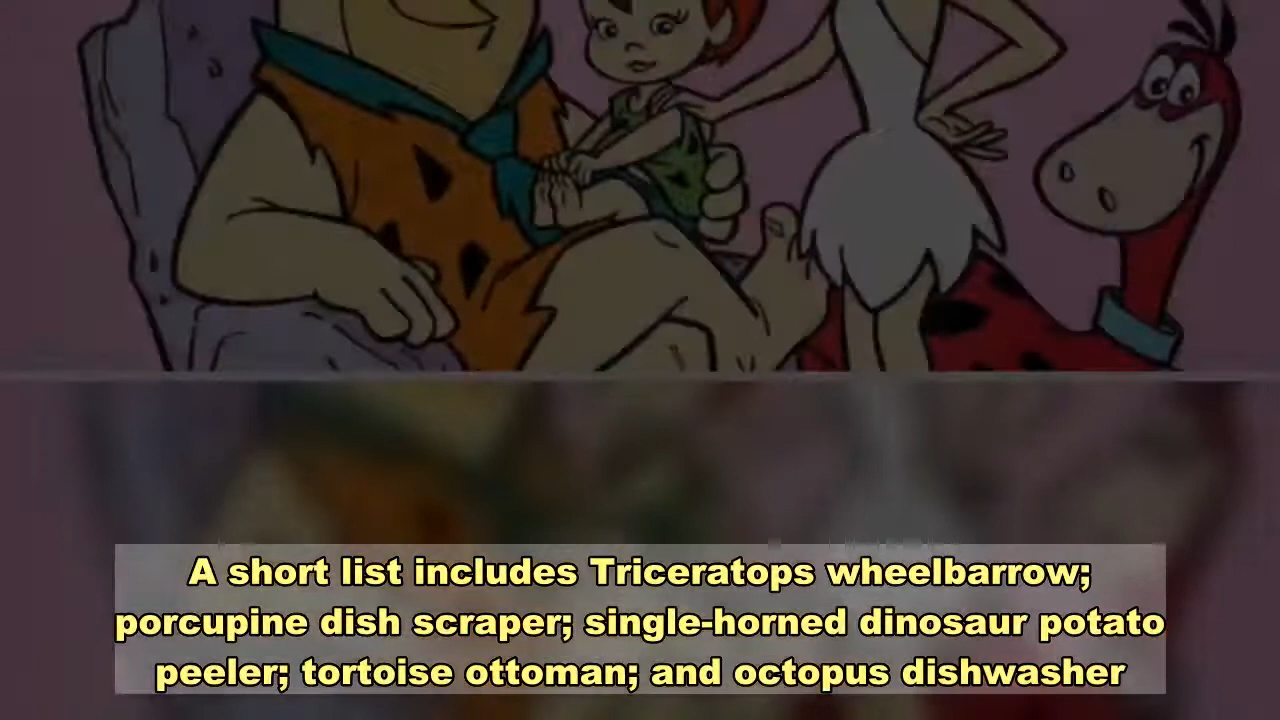 A short list includes Triceratops wheelbarrow;
porcupine dish scraper; single-horned dinosaur potato
peeler; tortoise ottoman; and octopus dishwasher